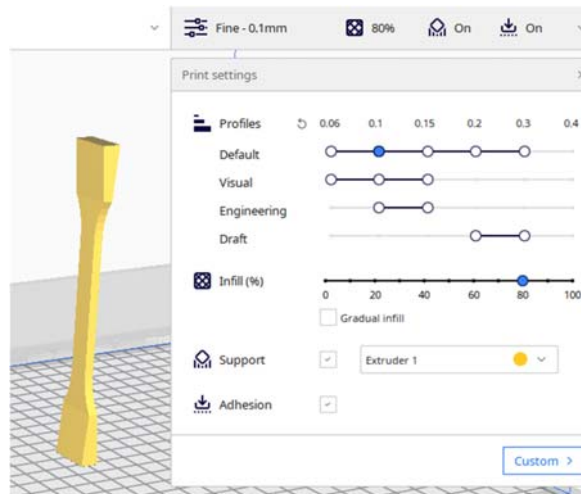 Fine - 0.1mm 80% On On
Print settings
Profiles 0.06 0.1 0.15 0.2 0.3 0.4
Default
Visual
Engineering
Draft
Infill (%)
0 20 40 60 80 100
Gradual infill
Support Extruder 1
Adhesion
Custom >